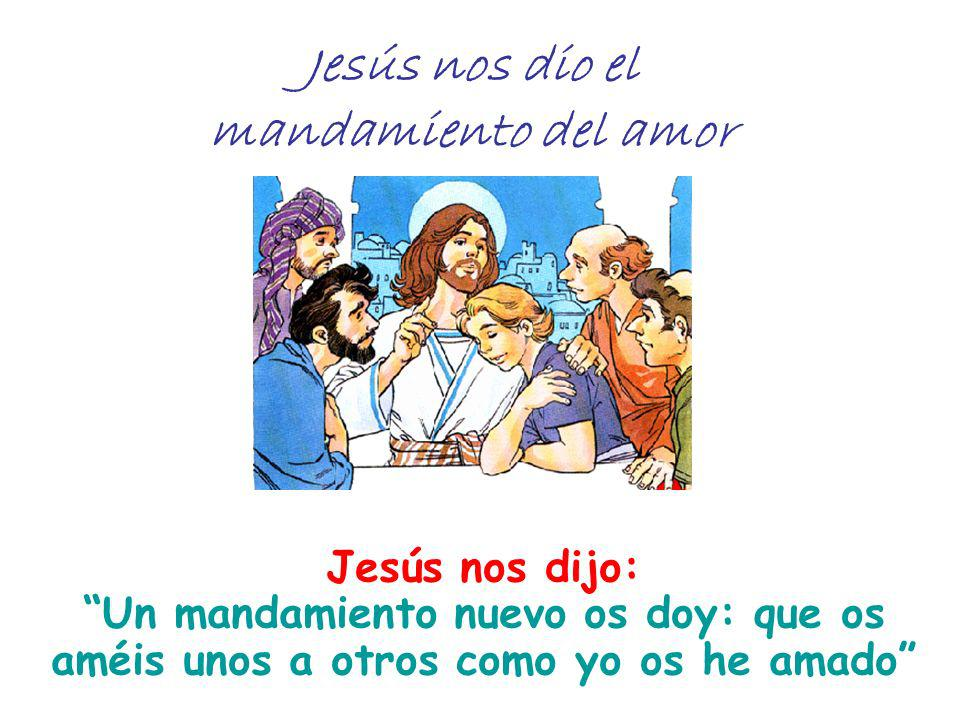 Jesús nos dio el
mandamiento del amor
Jesús nos dijo:
“Un mandamiento nuevo os doy: que os
améis unos a otros como yo os he amado”